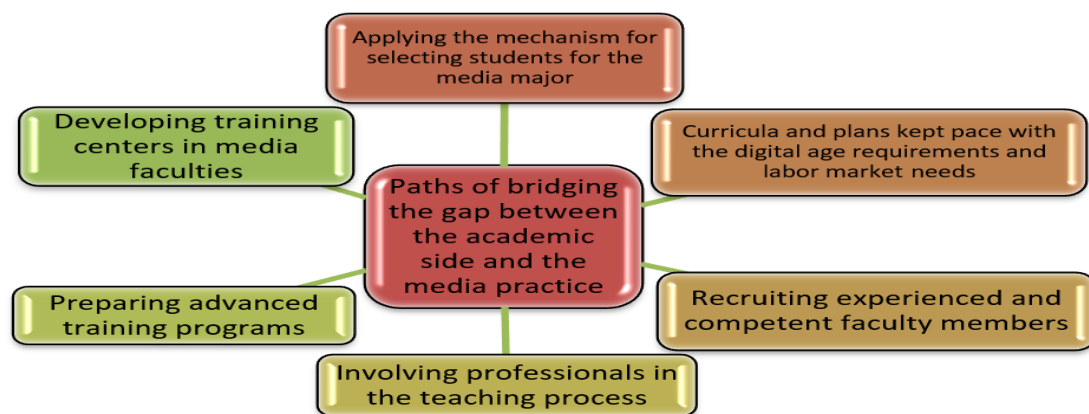 Applying the mechanism for
selecting students for the
media major
Curricula and plans kept pace with
the digital age requirements and
labor market needs
Recruiting experienced and
competent faculty members
Involving professionals in
the teaching process
Preparing advanced
training programs
Developing training
centers in media
faculties
Paths of bridging
the gap between
the academic
side and the
media practice